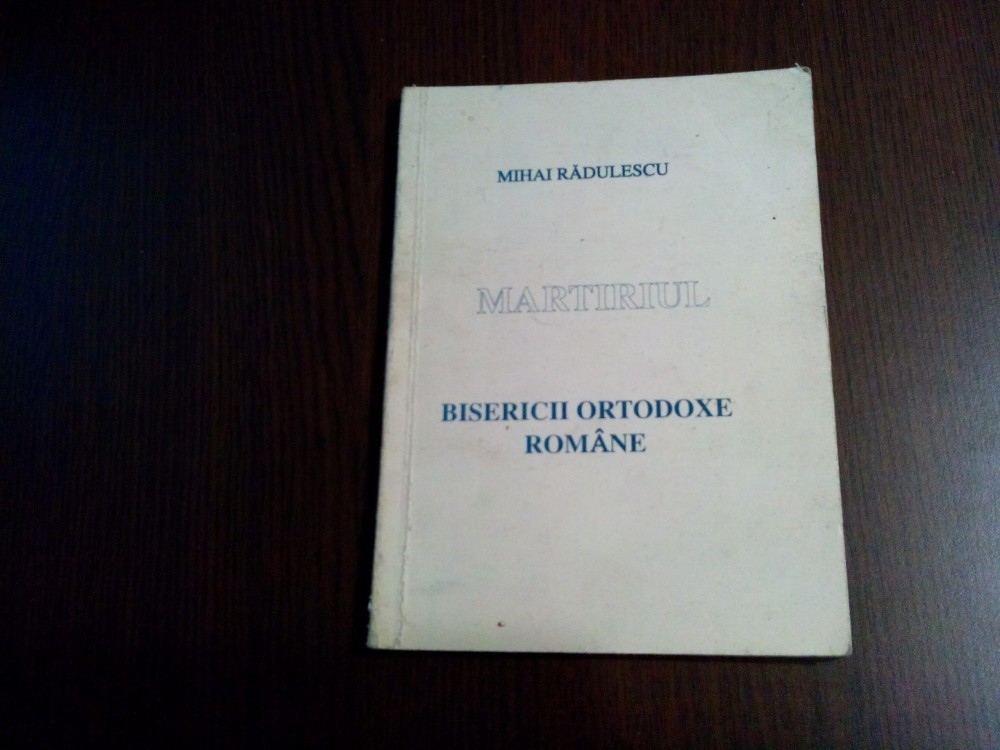 MIHAI RĂDULESCU
MARTIRIUL
BISERICII ORTODOXE
ROMÂNE